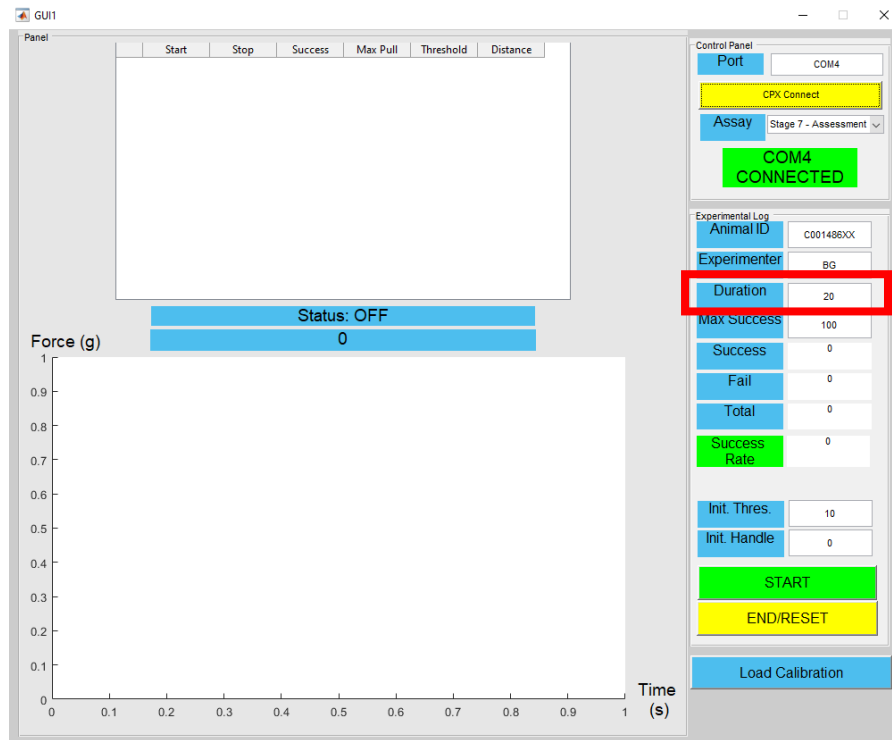 GUI1
Panel
Start Stop Success Max Pull Threshold Distance
Status: OFF
0
Force (g)
1
0.9
0.8
0.7
0.6
0.5
0.4
0.3
0.2
0.1
0
0 0.1 0.2 0.3 0.4 0.5 0.6 0.7 0.8 0.9 1
Time
(s)
Control Panel
Port COM4
CPX Connect
Assay Stage 7 - Assessment
COM4
CONNECTED
Experimental Log
Animal ID C001486XX
Experimenter BG
Duration 20
Max Success 100
Success 0
Fail 0
Total 0
Success
Rate
0
Init. Thres. 10
Init. Handle 0
START
END/RESET
Load Calibration